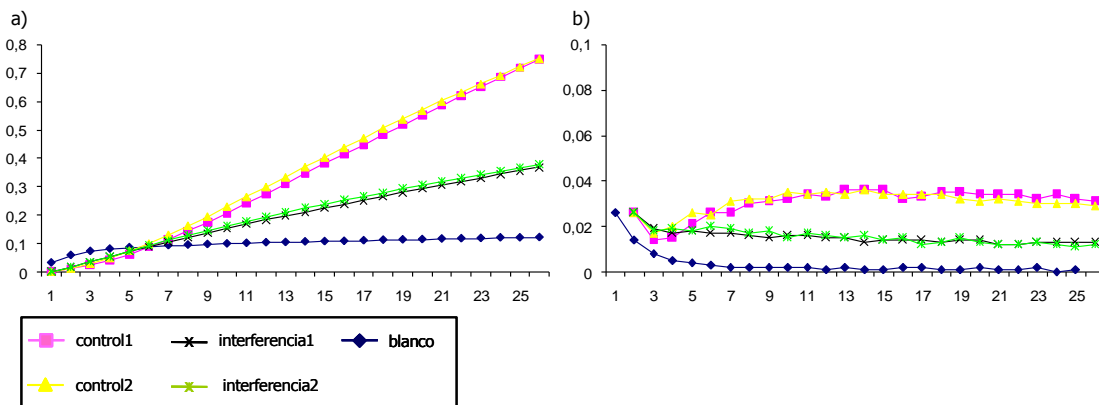 a)
0,8
0,7
0,6
0,5
0,4
0,3
0,2
0,1
0
1 3 5 7 9 11 13 15 17 19 21 23 25
b)
0,1
0,08
0,06
0,04
0,02
0
1 3 5 7 9 11 13 15 17 19 21 23 25
control1 interferencia1 blanco
control2 interferencia2